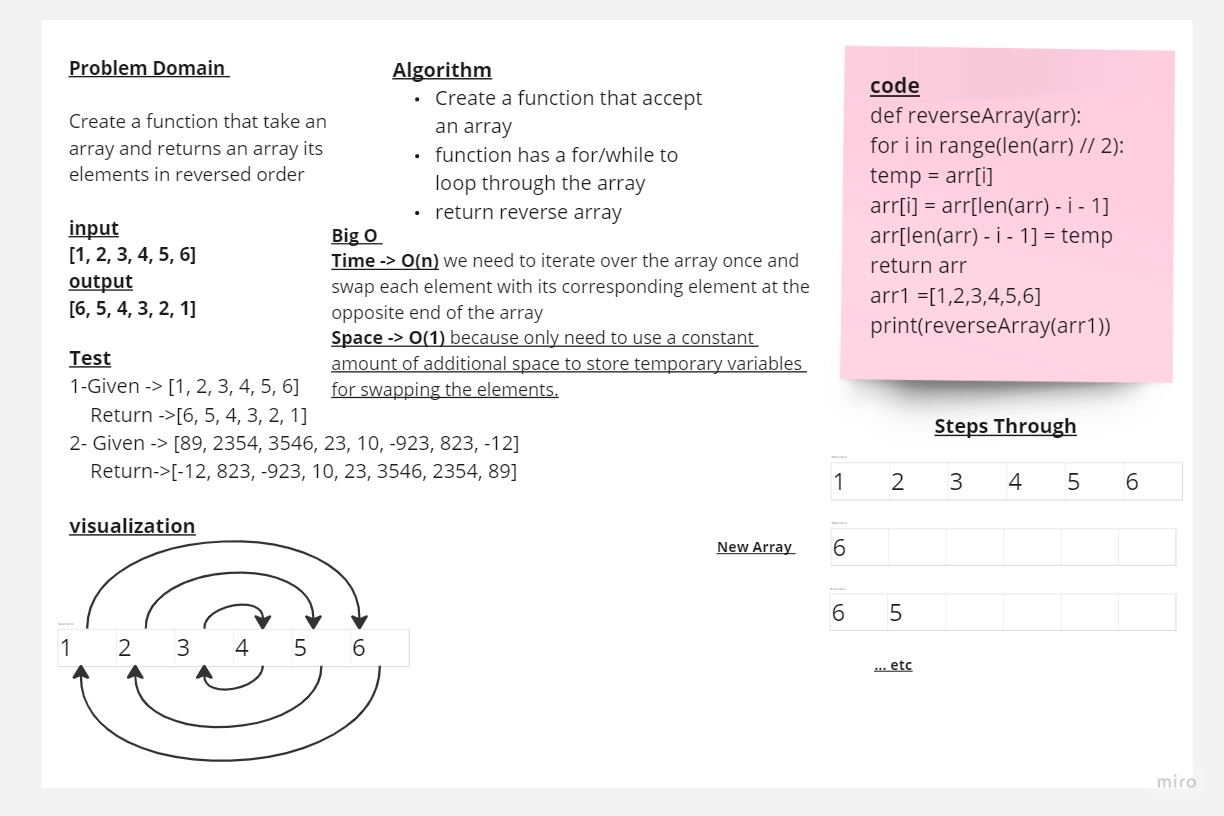 Problem Domain
Create a function that take an
array and returns an array its
elements in reversed order
input
[1, 2, 3, 4, 5, 6]
output
[6, 5, 4, 3, 2, 1]
Test
1-Given -> [1, 2, 3, 4, 5, 6]
Return ->[6, 5, 4, 3, 2, 1]
2- Given -> [89, 2354, 3546, 23, 10, -923, 823, -12]
Return->[-12, 823, -923, 10, 23, 3546, 2354, 89]
visualization
1 2 3 4 5 6
Algorithm
• Create a function that accept
an array
• function has a for/while to
loop through the array
• return reverse array
Big O
Time -> O(n) we need to iterate over the array once and
swap each element with its corresponding element at the
opposite end of the array
Space -> O(1) because only need to use a constant
amount of additional space to store temporary variables
for swapping the elements.
code
def reverseArray(arr):
for i in range(len(arr) // 2):
temp = arr[i]
arr[i] = arr[len(arr) - i - 1]
arr[len(arr) - i - 1] = temp
return arr
arr1 =[1,2,3,4,5,6]
print(reverseArray(arr1))
Steps Through
1 2 3 4 5 6
New Array
6
6 5
... etc
miro